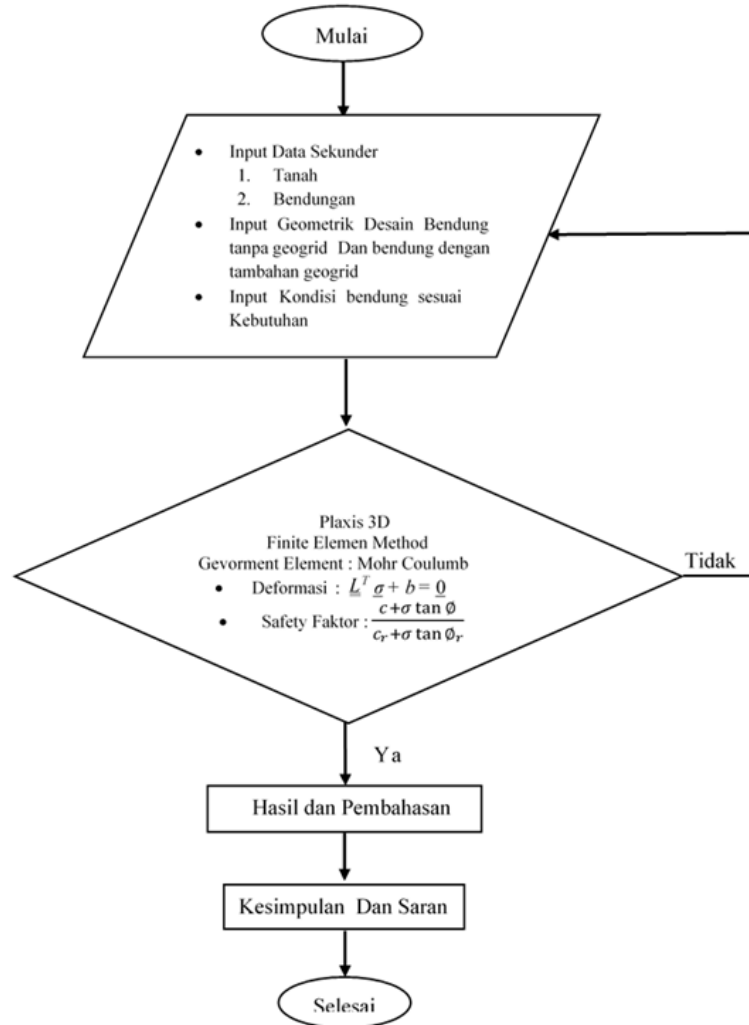 Mulai
• Input Data Sekunder
1. Tanah
2. Bendungan
• Input Geometrik Desain Bendung
tanpa geogrid Dan bendung dengan
tambahan geogrid
• Input Kondisi bendung sesuai
Kebutuhan
Plaxis 3D
Finite Elemen Method
Gevorment Element : Mohr Coulumb
• Deformasi : L̲̲ᵀ σ̲ + b = 0̲
• Safety Faktor : (c+σ tan Ø)/(cᵣ+σ tan Øᵣ)
Tidak
Ya
Hasil dan Pembahasan
Kesimpulan Dan Saran
Selesai